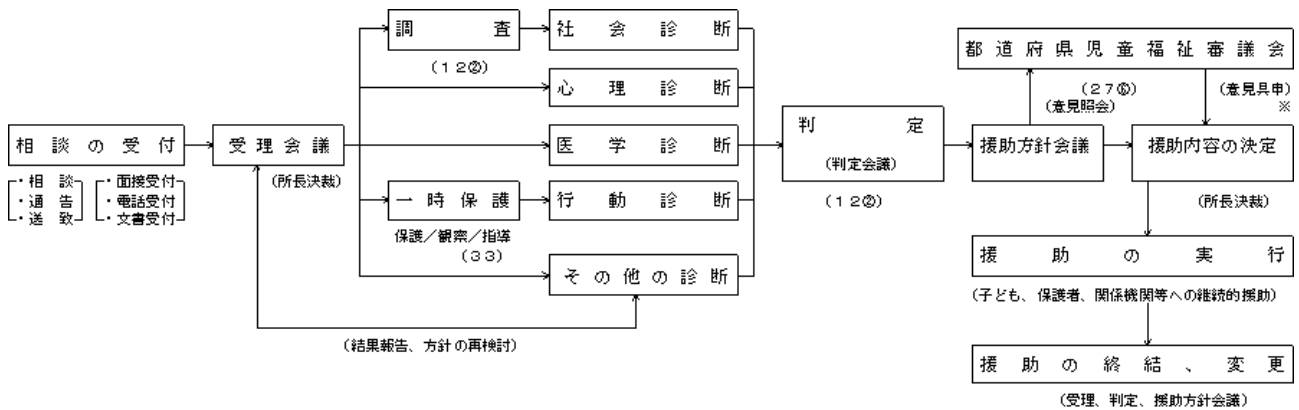 調査
社会診断
(12②)
心理診断
医学診断
一時保護
行動診断
保護／観察／指導
(33)
その他の診断
相談の受付
・相談
・通告
・送致
・面接受付
・電話受付
・文書受付
受理会議
(所長決裁)
(結果報告、方針の再検討)
判定
(判定会議)
(12②)
都道府県児童福祉審議会
(27⑥)
(意見照会)
(意見具申)
※
援助方針会議
援助内容の決定
(所長決裁)
援助の実行
(子ども、保護者、関係機関等への継続的援助)
援助の終結、変更
(受理、判定、援助方針会議)